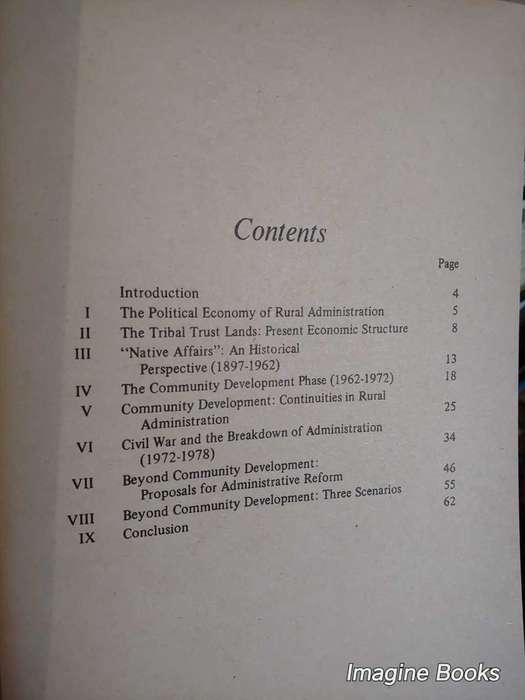 Contents
Page
Introduction 4
I The Political Economy of Rural Administration 5
II The Tribal Trust Lands: Present Economic Structure 8
III "Native Affairs": An Historical
Perspective (1897-1962) 13
IV The Community Development Phase (1962-1972) 18
V Community Development: Continuities in Rural
Administration 25
VI Civil War and the Breakdown of Administration
(1972-1978) 34
VII Beyond Community Development:
Proposals for Administrative Reform 46
VIII Beyond Community Development: Three Scenarios 55
IX Conclusion 62
Imagine Books